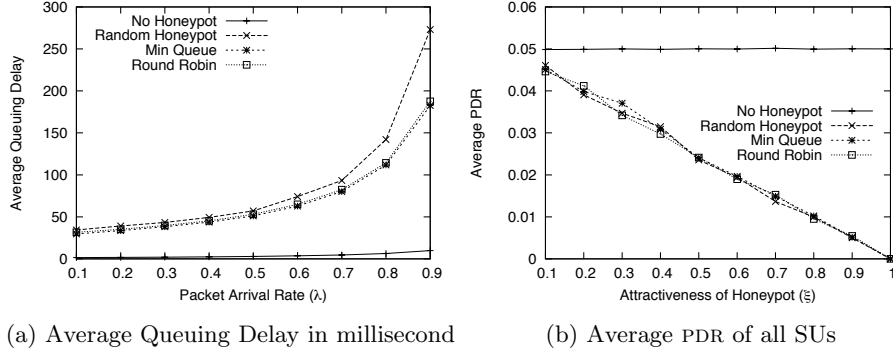 Average Queuing Delay
300
250
200
150
100
50
0
No Honeypot
Random Honeypot
Min Queue
Round Robin
0.1 0.2 0.3 0.4 0.5 0.6 0.7 0.8 0.9
Packet Arrival Rate (λ)
(a) Average Queuing Delay in millisecond
Average PDR
0.06
0.05
0.04
0.03
0.02
0.01
0
No Honeypot
Random Honeypot
Min Queue
Round Robin
0.1 0.2 0.3 0.4 0.5 0.6 0.7 0.8 0.9 1
Attractiveness of Honeypot (ξ)
(b) Average PDR of all SUs